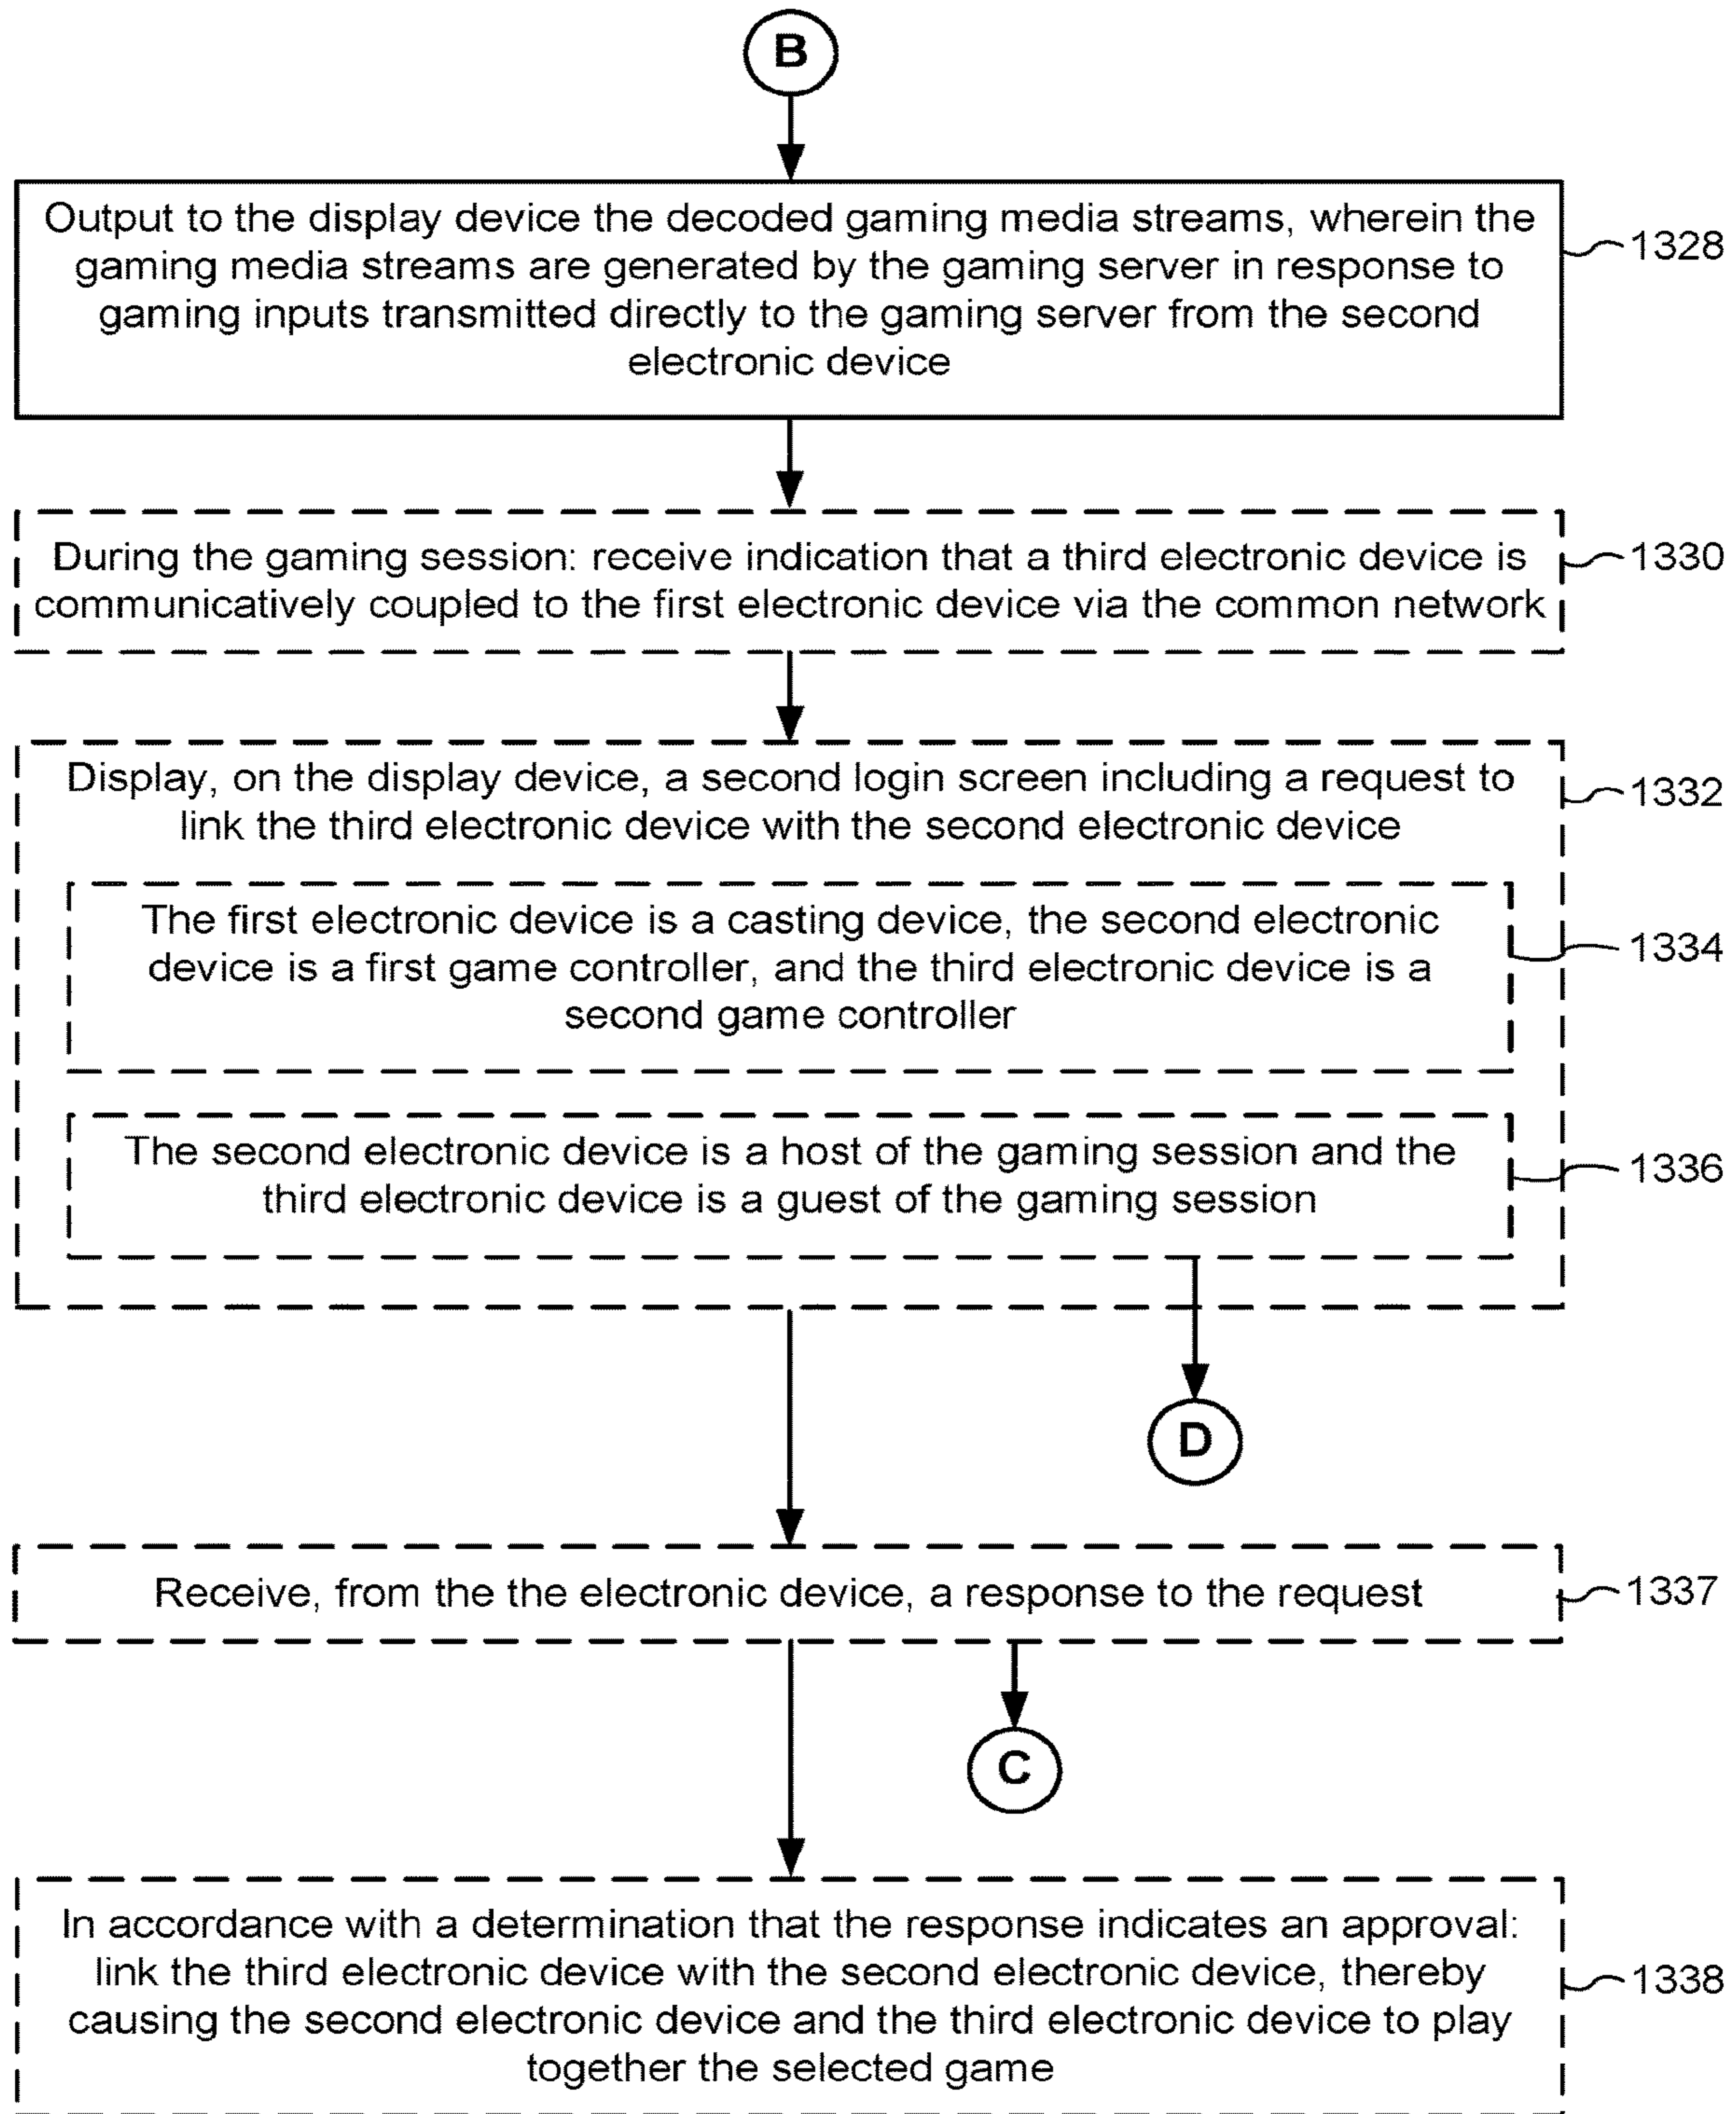 B
Output to the display device the decoded gaming media streams, wherein the
gaming media streams are generated by the gaming server in response to
gaming inputs transmitted directly to the gaming server from the second
electronic device
1328
During the gaming session: receive indication that a third electronic device is
communicatively coupled to the first electronic device via the common network
1330
Display, on the display device, a second login screen including a request to
link the third electronic device with the second electronic device
1332
The first electronic device is a casting device, the second electronic
device is a first game controller, and the third electronic device is a
second game controller
1334
The second electronic device is a host of the gaming session and the
third electronic device is a guest of the gaming session
1336
D
Receive, from the the electronic device, a response to the request
1337
C
In accordance with a determination that the response indicates an approval:
link the third electronic device with the second electronic device, thereby
causing the second electronic device and the third electronic device to play
together the selected game
1338